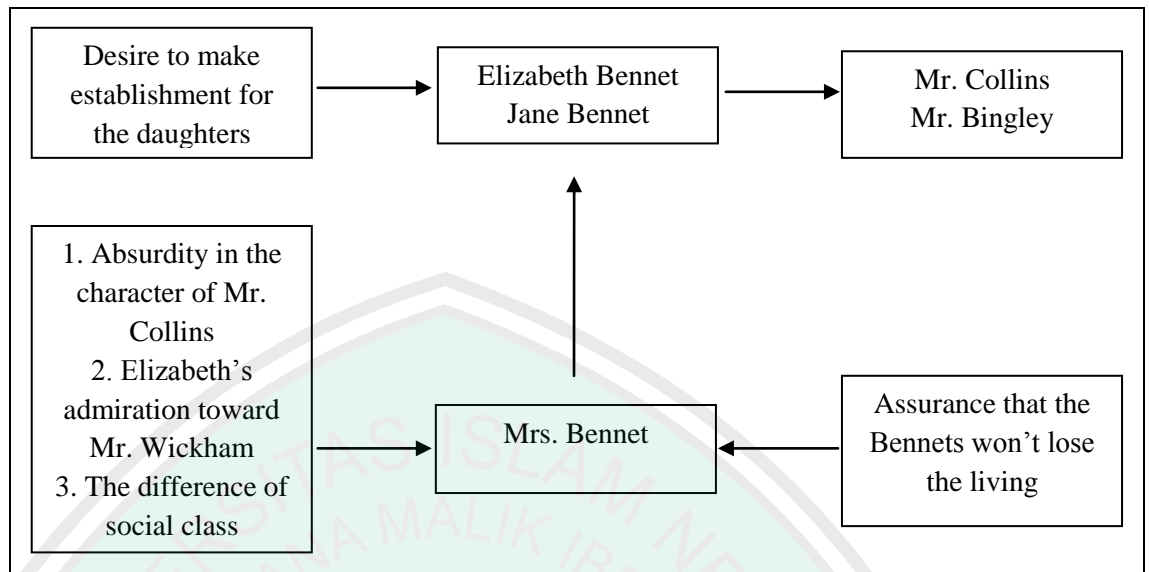 Desire to make
establishment for
the daughters
Elizabeth Bennet
Jane Bennet
Mr. Collins
Mr. Bingley
1. Absurdity in the
character of Mr.
Collins
2. Elizabeth’s
admiration toward
Mr. Wickham
3. The difference of
social class
Mrs. Bennet
Assurance that the
Bennets won’t lose
the living